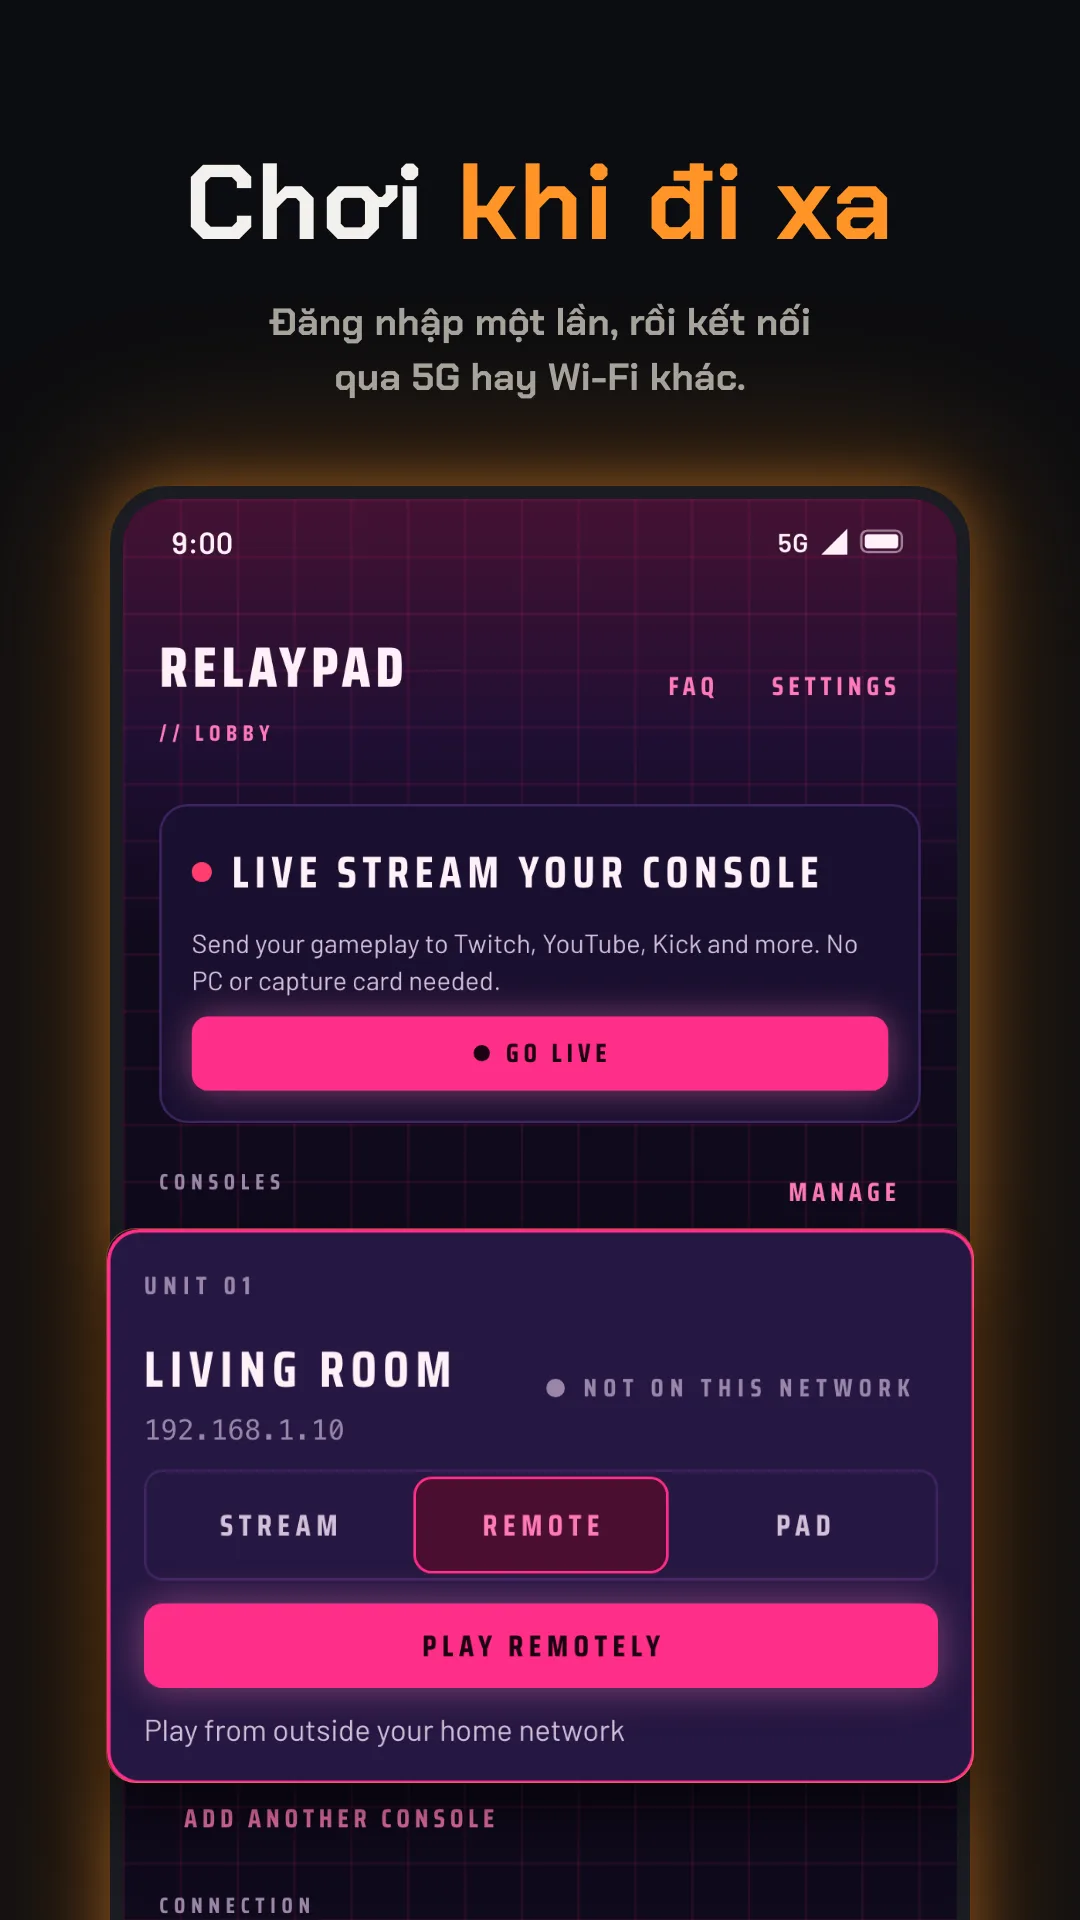 Chơi khi đi xa
Đăng nhập một lần, rồi kết nối
qua 5G hay Wi-Fi khác.
9:00
5G
RELAYPAD
FAQ
SETTINGS
// LOBBY
LIVE STREAM YOUR CONSOLE
Send your gameplay to Twitch, YouTube, Kick and more. No
PC or capture card needed.
GO LIVE
CONSOLES
MANAGE
UNIT 01
LIVING ROOM
NOT ON THIS NETWORK
192.168.1.10
STREAM
REMOTE
PAD
PLAY REMOTELY
Play from outside your home network
ADD ANOTHER CONSOLE
CONNECTION